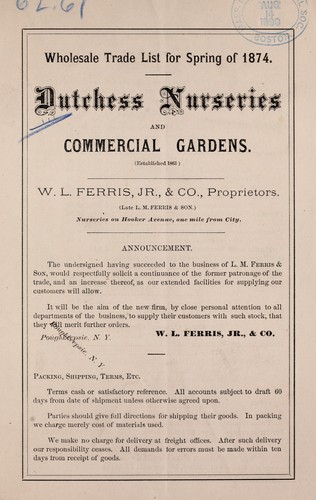 62.61
AUG
1930
BOSTON
Wholesale Trade List for Spring of 1874.
Dutchess Nurseries
AND
COMMERCIAL GARDENS.
(Established 1863)
W. L. FERRIS, JR., & CO., Proprietors.
(Late L. M. FERRIS & SON.)
Nurseries on Hooker Avenue, one mile from City.
ANNOUNCEMENT.
The undersigned having succeeded to the business of L. M. FERRIS &
SON, would respectfully solicit a continuance of the former patronage of the
trade, and an increase thereof, as our extended facilities for supplying our
customers will allow.
It will be the aim of the new firm, by close personal attention to all
departments of the business, to supply their customers with such stock, that
they will merit further orders.
W. L. FERRIS, JR., & CO.
Poughkeepsie, N. Y.
Poughkeepsie, N. Y.
PACKING, SHIPPING, TERMS, ETC.
Terms cash or satisfactory reference. All accounts subject to draft 60
days from date of shipment unless otherwise agreed upon.
Parties should give full directions for shipping their goods. In packing
we charge merely cost of materials used.
We make no charge for delivery at freight offices. After such delivery
our responsibility ceases. All demands for errors must be made within ten
days from receipt of goods.